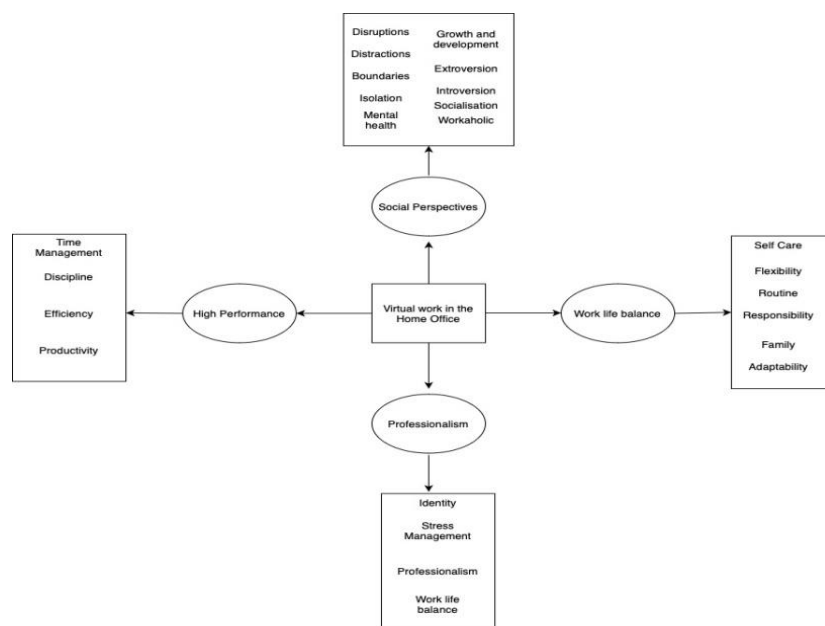 Disruptions
Distractions
Boundaries
Isolation
Mental
health
Growth and
development
Extroversion
Introversion
Socialisation
Workaholic
Social Perspectives
Time
Management
Discipline
Efficiency
Productivity
High Performance
Virtual work in the
Home Office
Work life balance
Self Care
Flexibility
Routine
Responsibility
Family
Adaptability
Professionalism
Identity
Stress
Management
Professionalism
Work life
balance